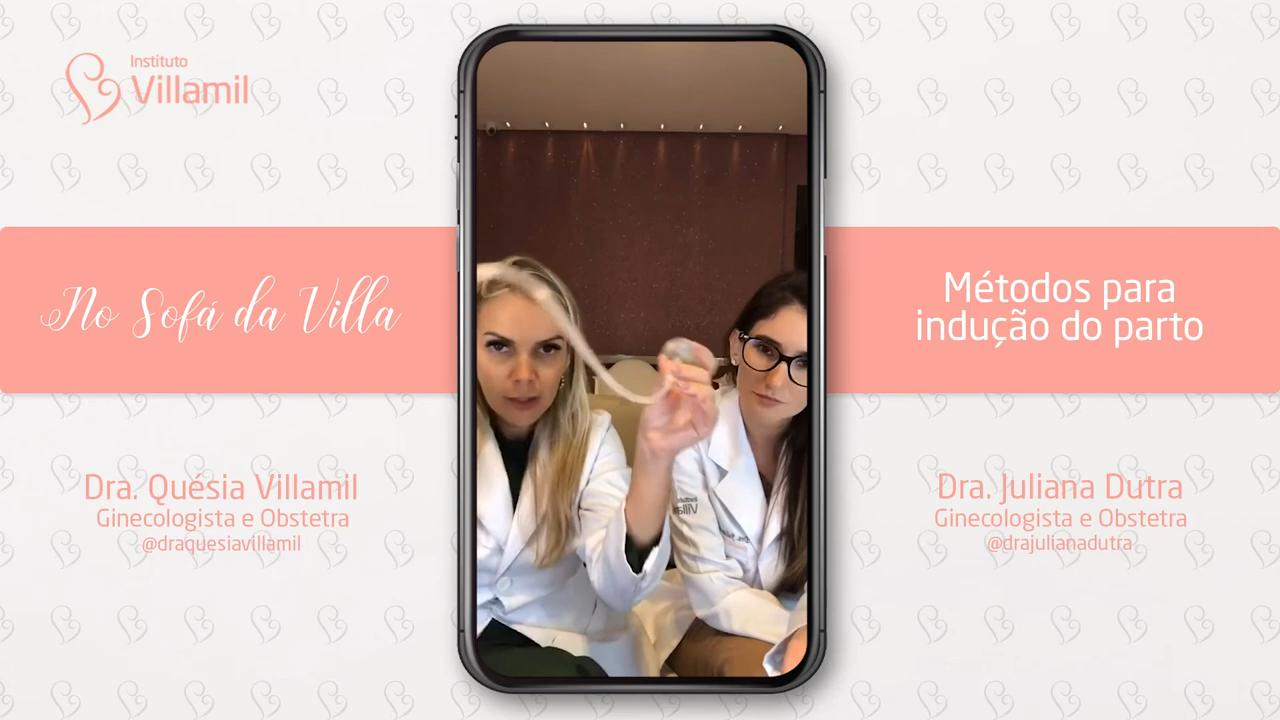 Instituto
Villamil
No Sofá da Villa
Métodos para
indução do parto
Dra. Quésia Villamil
Ginecologista e Obstetra
@draquesiavillamil
Dra. Juliana Dutra
Ginecologista e Obstetra
@drajulianadutra